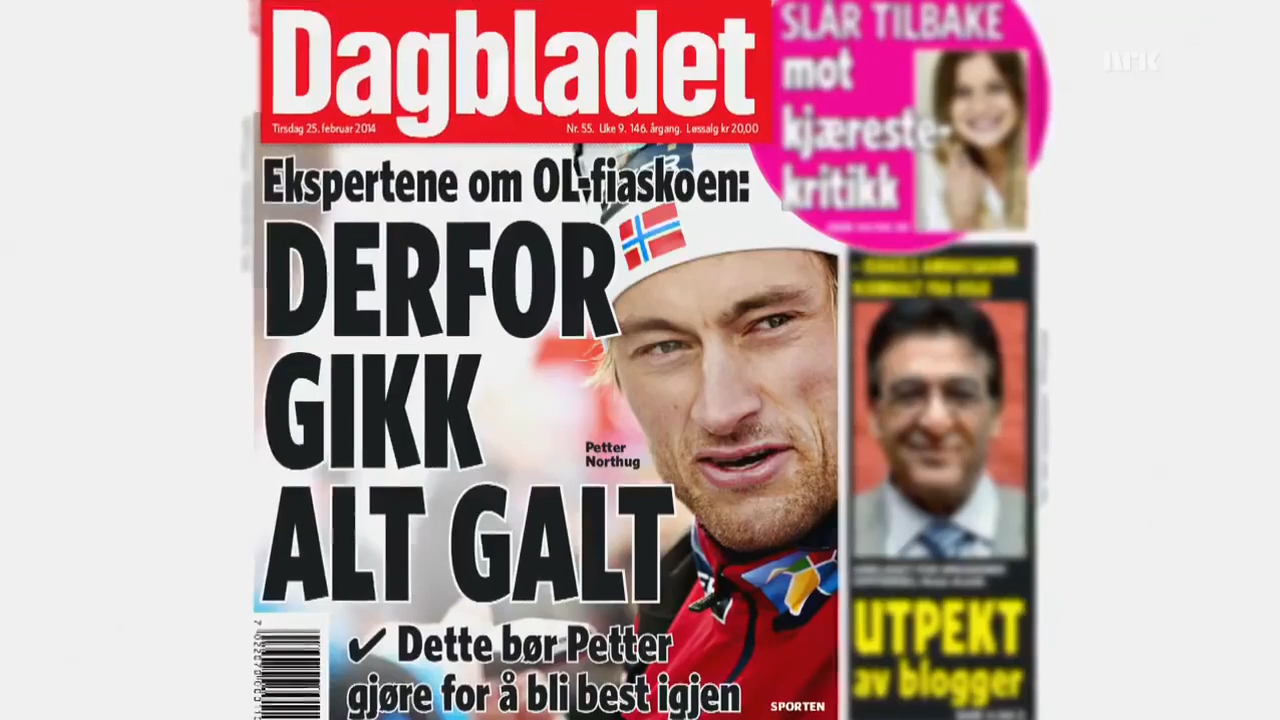 Dagbladet
Tirsdag 25. februar 2014
Nr. 55. Uke 9. 146. årgang. Løssalg kr 20,00
SLÅR TILBAKE
mot
kjæreste-
kritikk
NRK
Ekspertene om OL-fiaskoen:
DERFOR
GIKK
ALT GALT
Petter
Northug
✓ Dette bør Petter
gjøre for å bli best igjen
SPORTEN
UTPEKT
av blogger